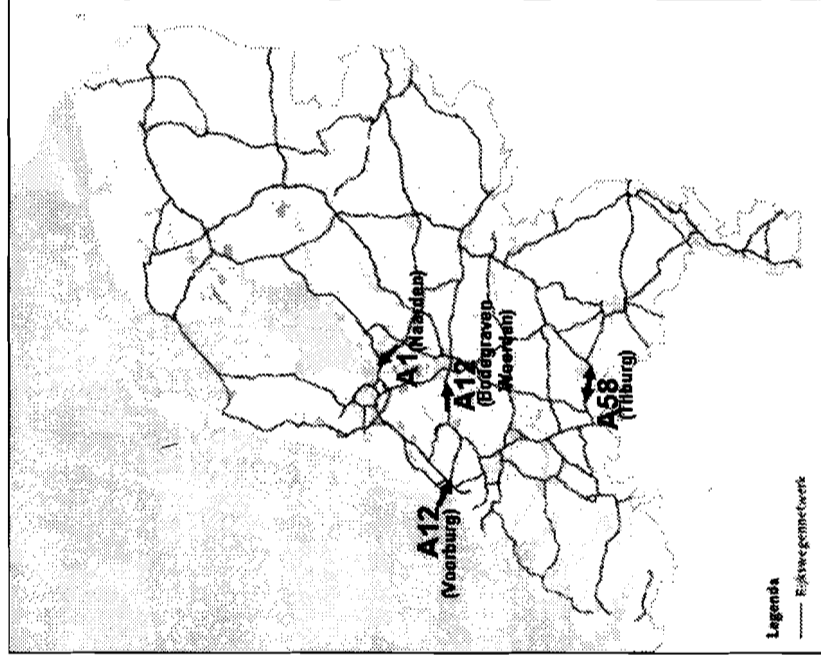 A1 (Naarden)
A12
(Bodegraven
Woerden)
A12
(Voorburg)
A58
(Tilburg)
Legenda
Rijkswegennetwerk